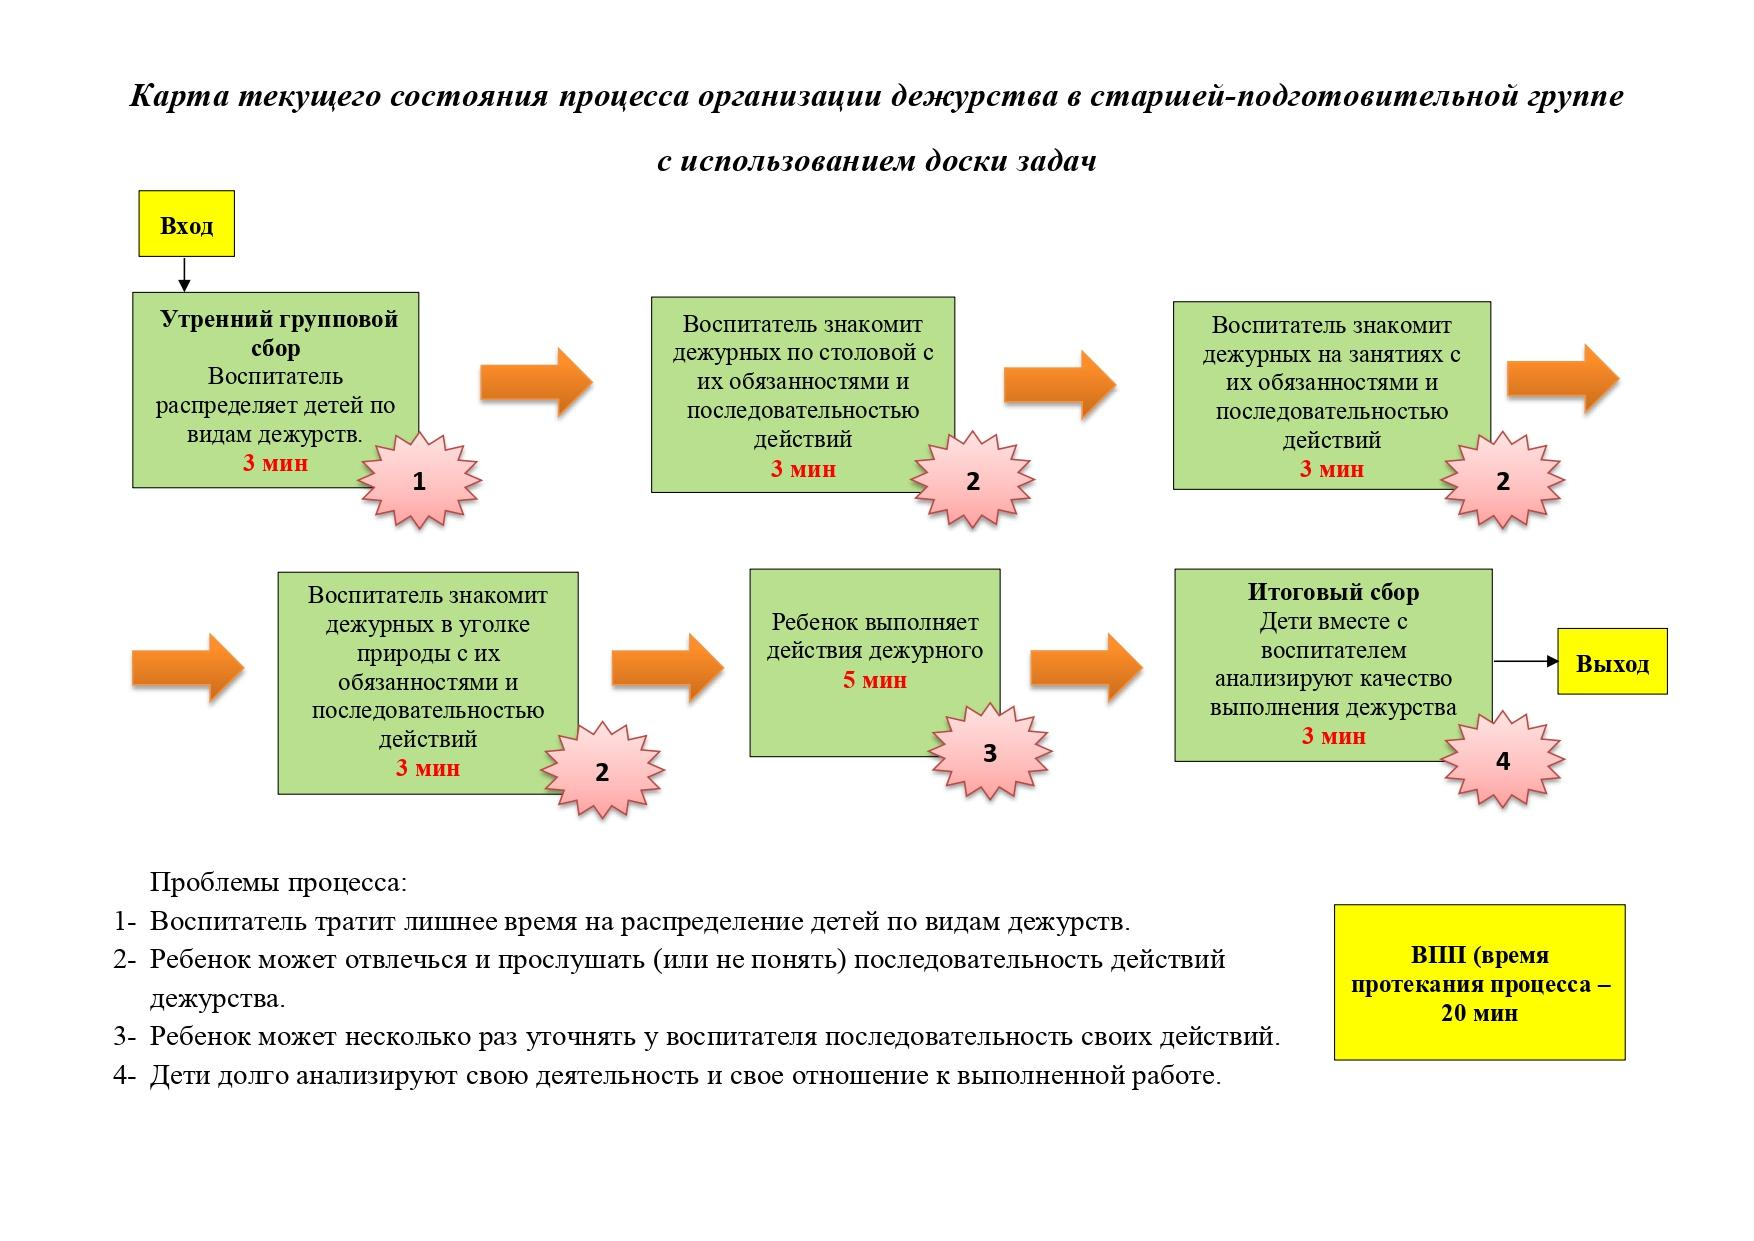 Карта текущего состояния процесса организации дежурства в старшей-подготовительной группе
с использованием доски задач
Вход
Утренний групповой
сбор
Воспитатель
распределяет детей по
видам дежурств.
3 мин
1
Воспитатель знакомит
дежурных по столовой с
их обязанностями и
последовательностью
действий
3 мин
2
Воспитатель знакомит
дежурных на занятиях с
их обязанностями и
последовательностью
действий
3 мин
2
Воспитатель знакомит
дежурных в уголке
природы с их
обязанностями и
последовательностью
действий
3 мин
2
Ребенок выполняет
действия дежурного
5 мин
3
Итоговый сбор
Дети вместе с
воспитателем
анализируют качество
выполнения дежурства
3 мин
4
Выход
Проблемы процесса:
1- Воспитатель тратит лишнее время на распределение детей по видам дежурств.
2- Ребенок может отвлечься и прослушать (или не понять) последовательность действий
дежурства.
3- Ребенок может несколько раз уточнять у воспитателя последовательность своих действий.
4- Дети долго анализируют свою деятельность и свое отношение к выполненной работе.
ВПП (время
протекания процесса –
20 мин